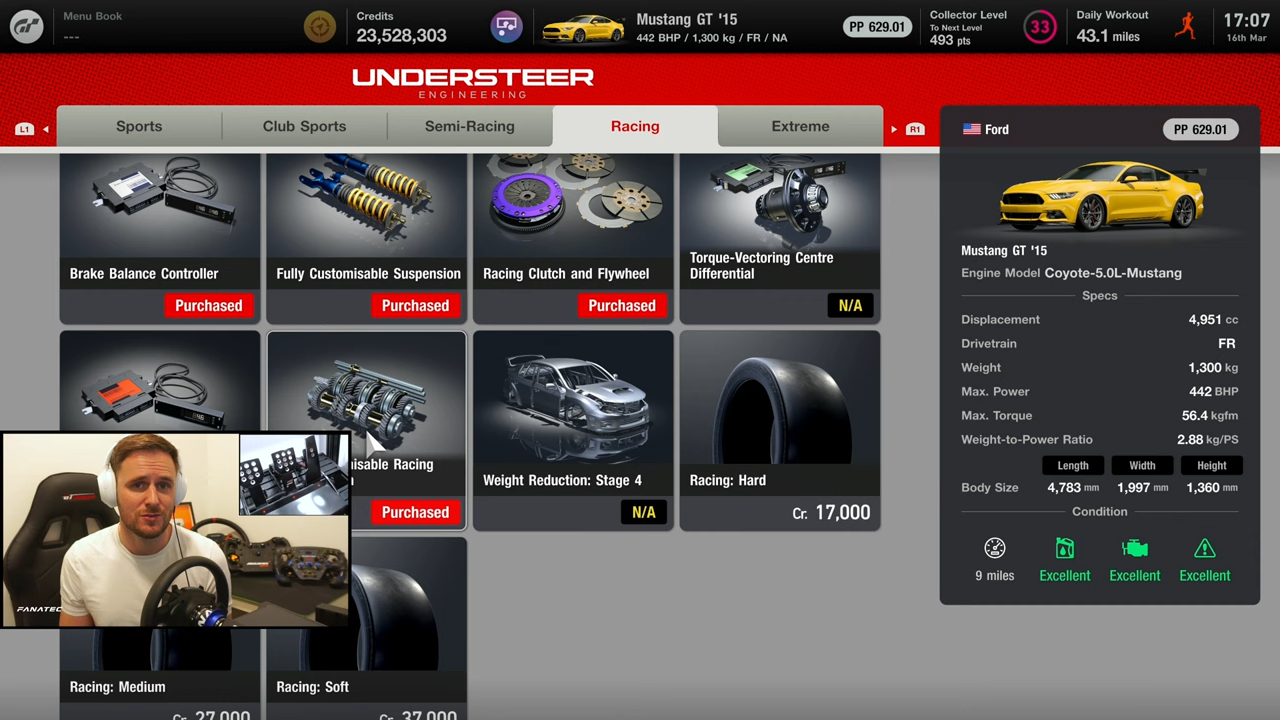 Menu Book
---
Credits
23,528,303
Mustang GT '15
442 BHP / 1,300 kg / FR / NA
PP 629.01
Collector Level
To Next Level
493 pts
33
Daily Workout
43.1 miles
17:07
16th Mar
UNDERSTEER
ENGINEERING
L1
Sports
Club Sports
Semi-Racing
Racing
Extreme
R1
Brake Balance Controller
Purchased
Fully Customisable Suspension
Purchased
Racing Clutch and Flywheel
Purchased
Torque-Vectoring Centre
Differential
N/A
Racing
Purchased
Weight Reduction: Stage 4
N/A
Racing: Hard
Cr. 17,000
Racing: Medium
Cr. 27,000
Racing: Soft
Cr. 37,000
FANATEC
Ford
PP 629.01
Mustang GT '15
Engine Model Coyote-5.0L-Mustang
Specs
Displacement 4,951 cc
Drivetrain FR
Weight 1,300 kg
Max. Power 442 BHP
Max. Torque 56.4 kgfm
Weight-to-Power Ratio 2.88 kg/PS
Length Width Height
Body Size 4,783 mm 1,997 mm 1,360 mm
Condition
9 miles
Excellent
Excellent
Excellent